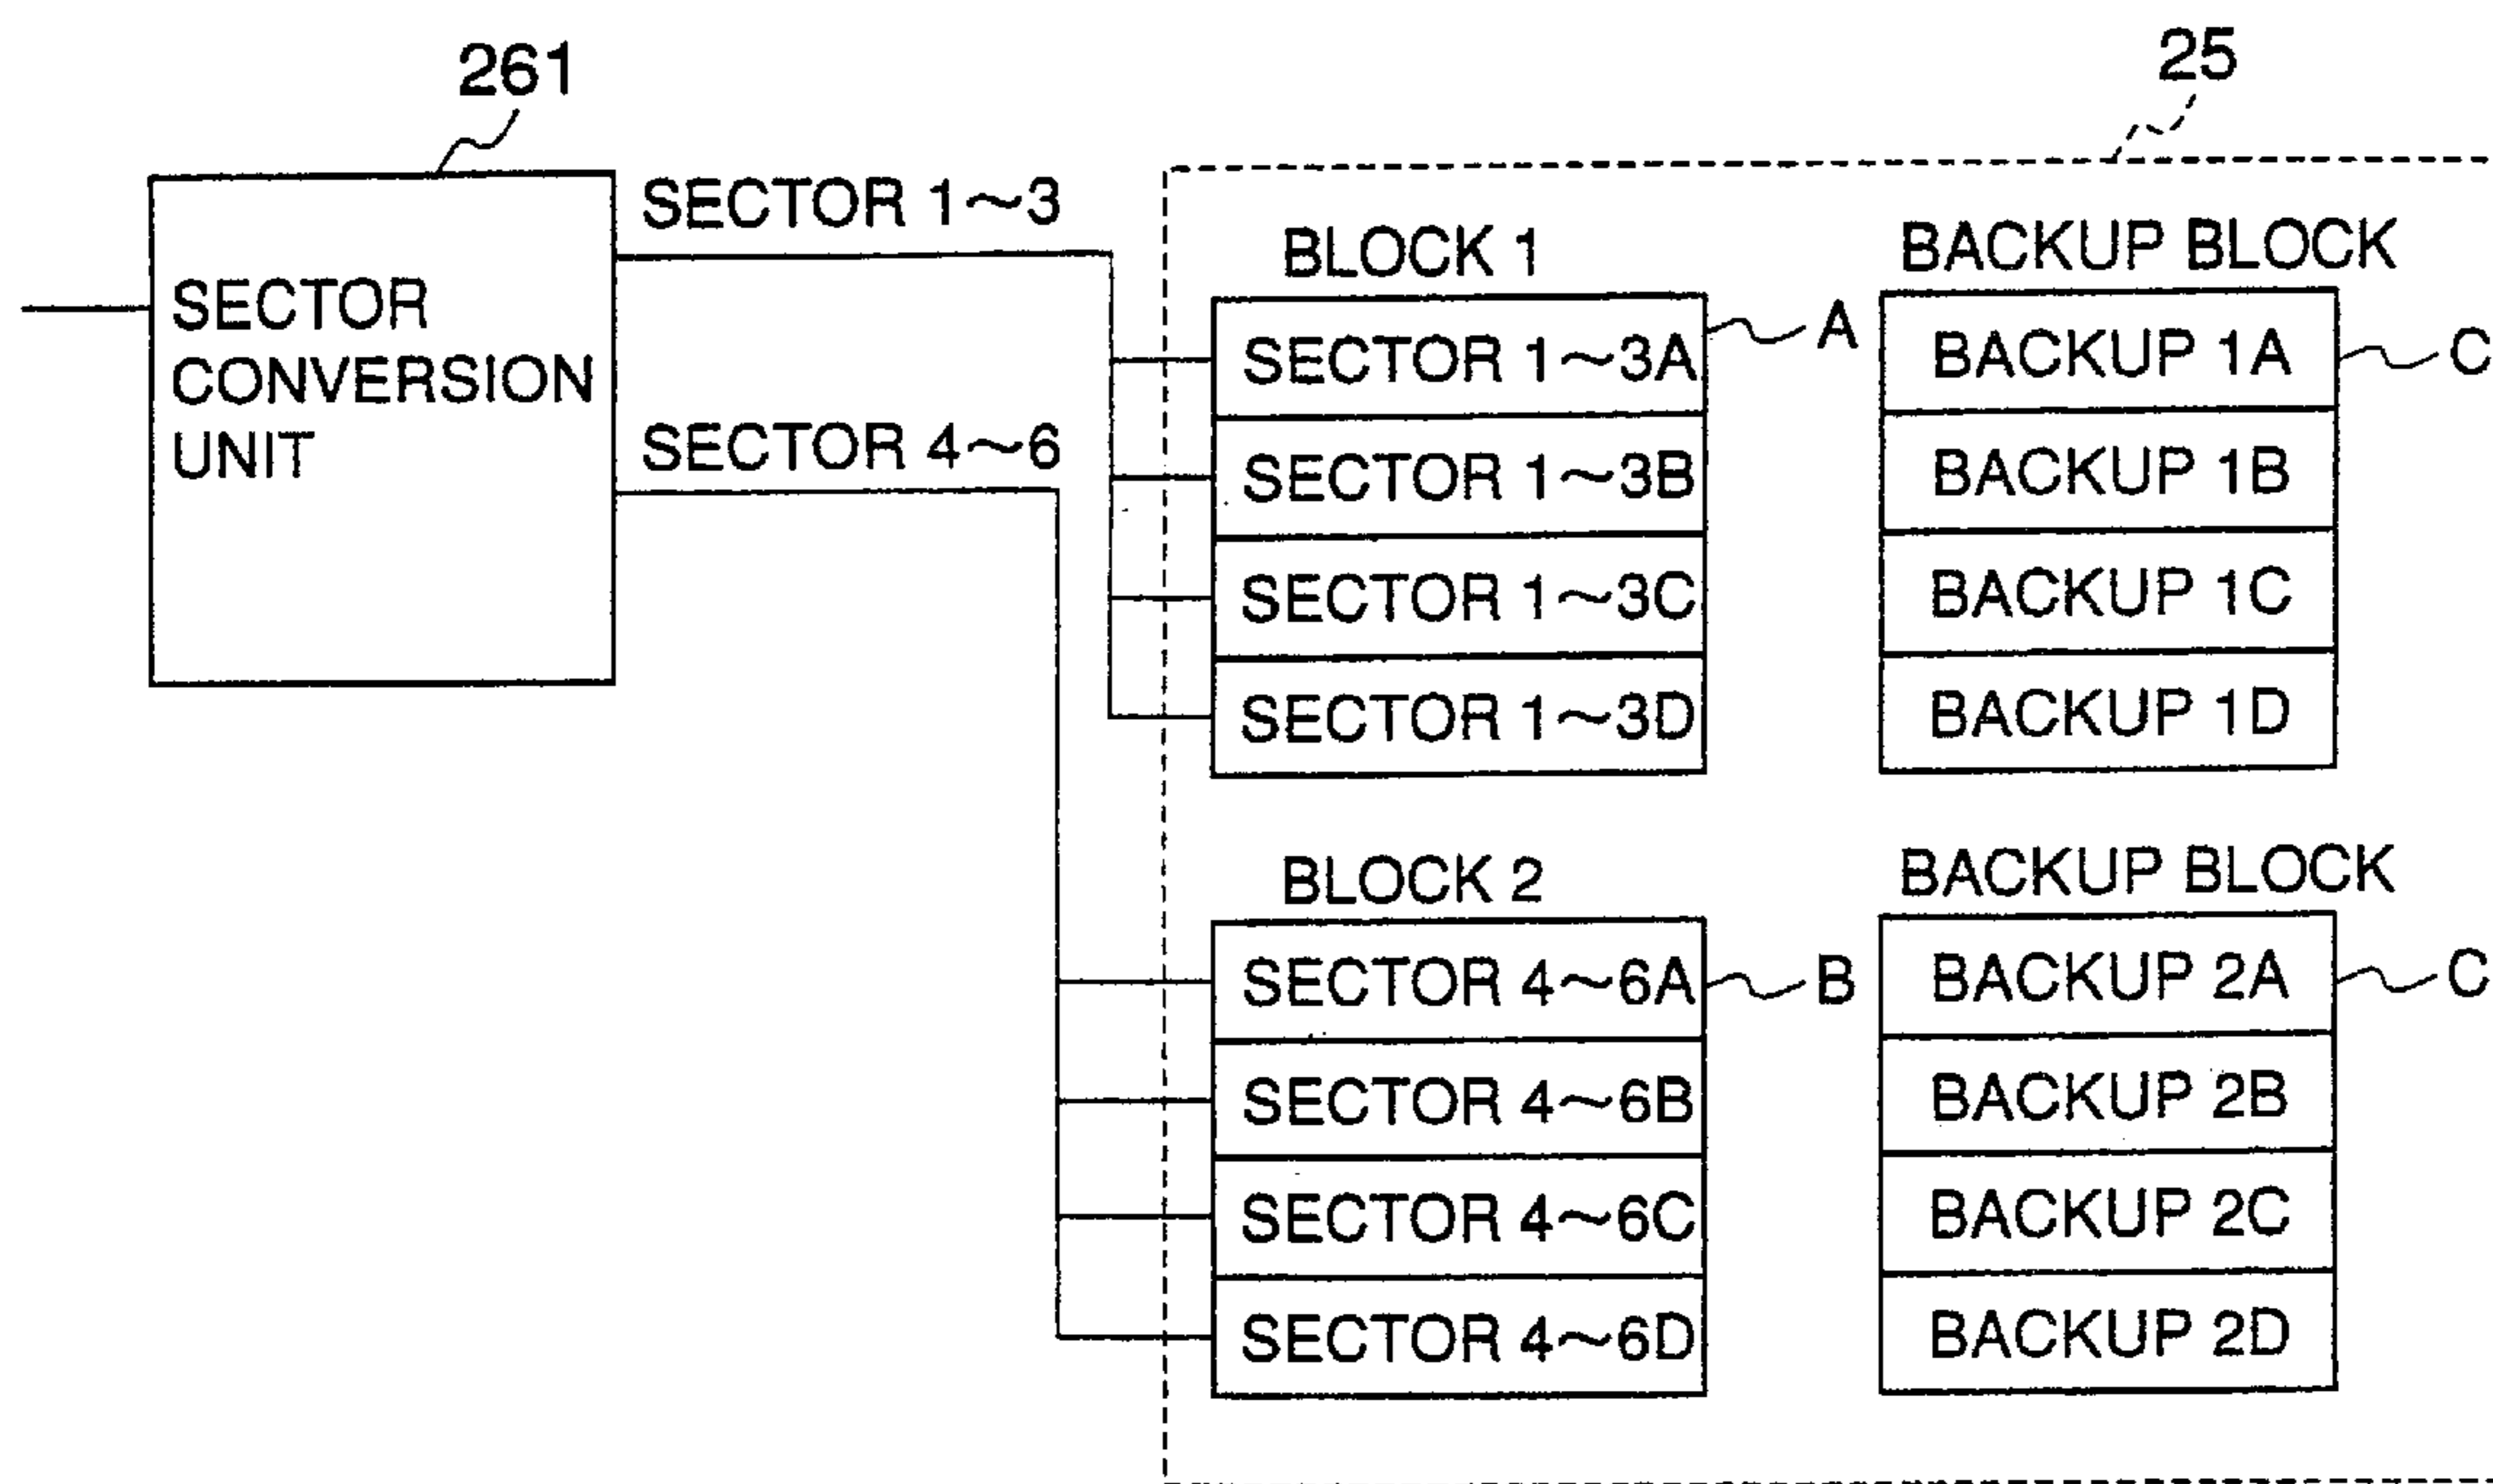 261
25
SECTOR
CONVERSION
UNIT
SECTOR 1~3
SECTOR 4~6
BLOCK 1
SECTOR 1~3A
A
SECTOR 1~3B
SECTOR 1~3C
SECTOR 1~3D
BACKUP BLOCK
BACKUP 1A
C
BACKUP 1B
BACKUP 1C
BACKUP 1D
BLOCK 2
SECTOR 4~6A
B
SECTOR 4~6B
SECTOR 4~6C
SECTOR 4~6D
BACKUP BLOCK
BACKUP 2A
C
BACKUP 2B
BACKUP 2C
BACKUP 2D